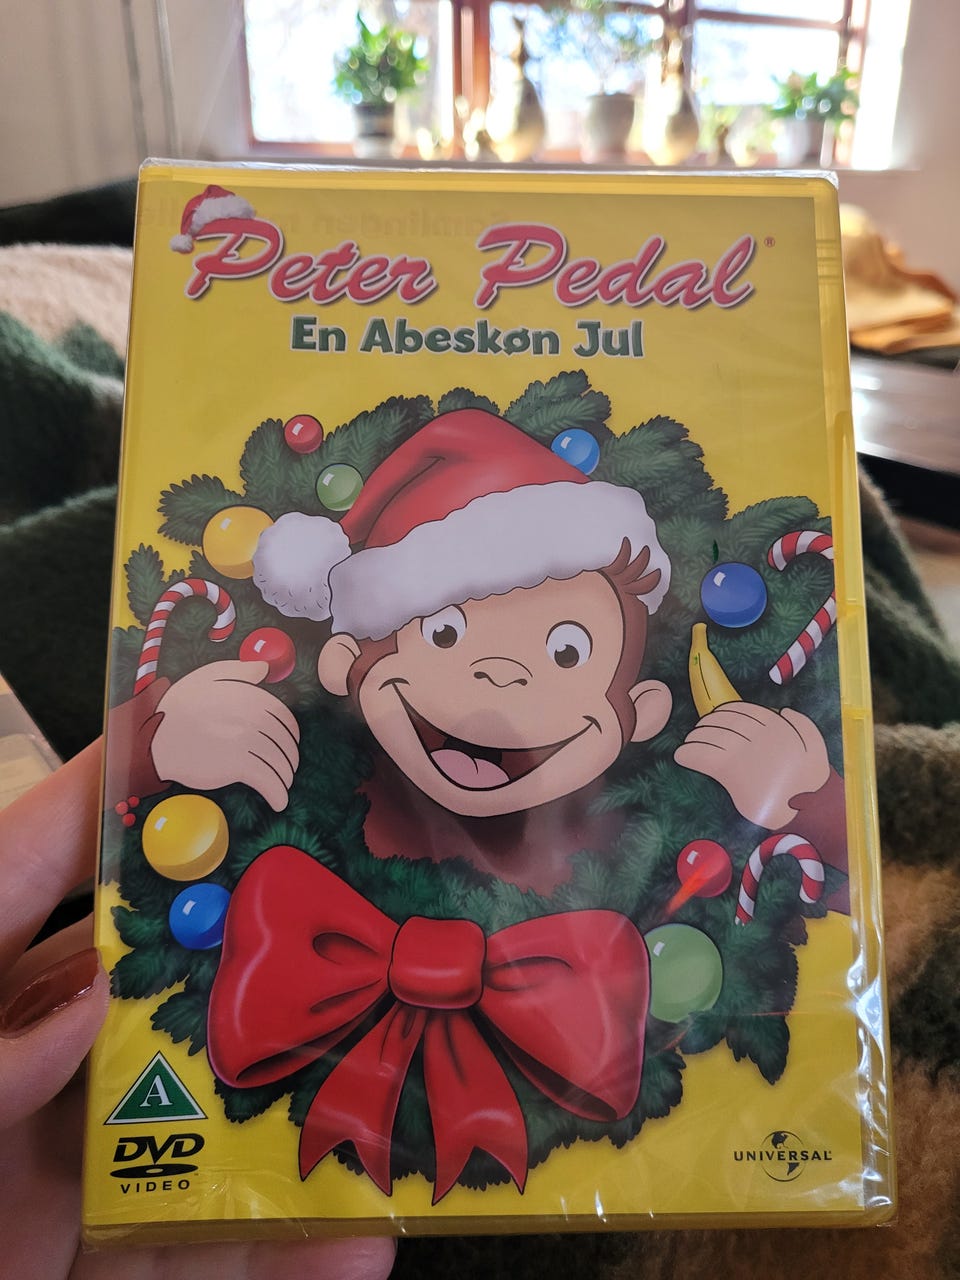 Peter Pedal®
En Abeskøn Jul
A
DVD
VIDEO
UNIVERSAL